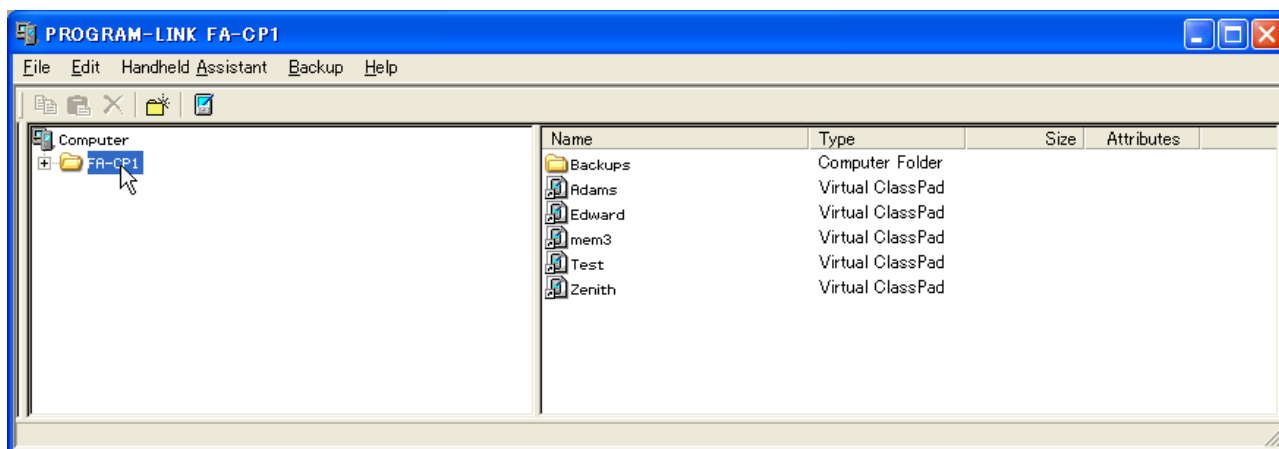 PROGRAM-LINK FA-CP1
File Edit Handheld Assistant Backup Help
Computer
FA-CP1
Name Type Size Attributes
Backups Computer Folder
Adams Virtual ClassPad
Edward Virtual ClassPad
mem3 Virtual ClassPad
Test Virtual ClassPad
Zenith Virtual ClassPad